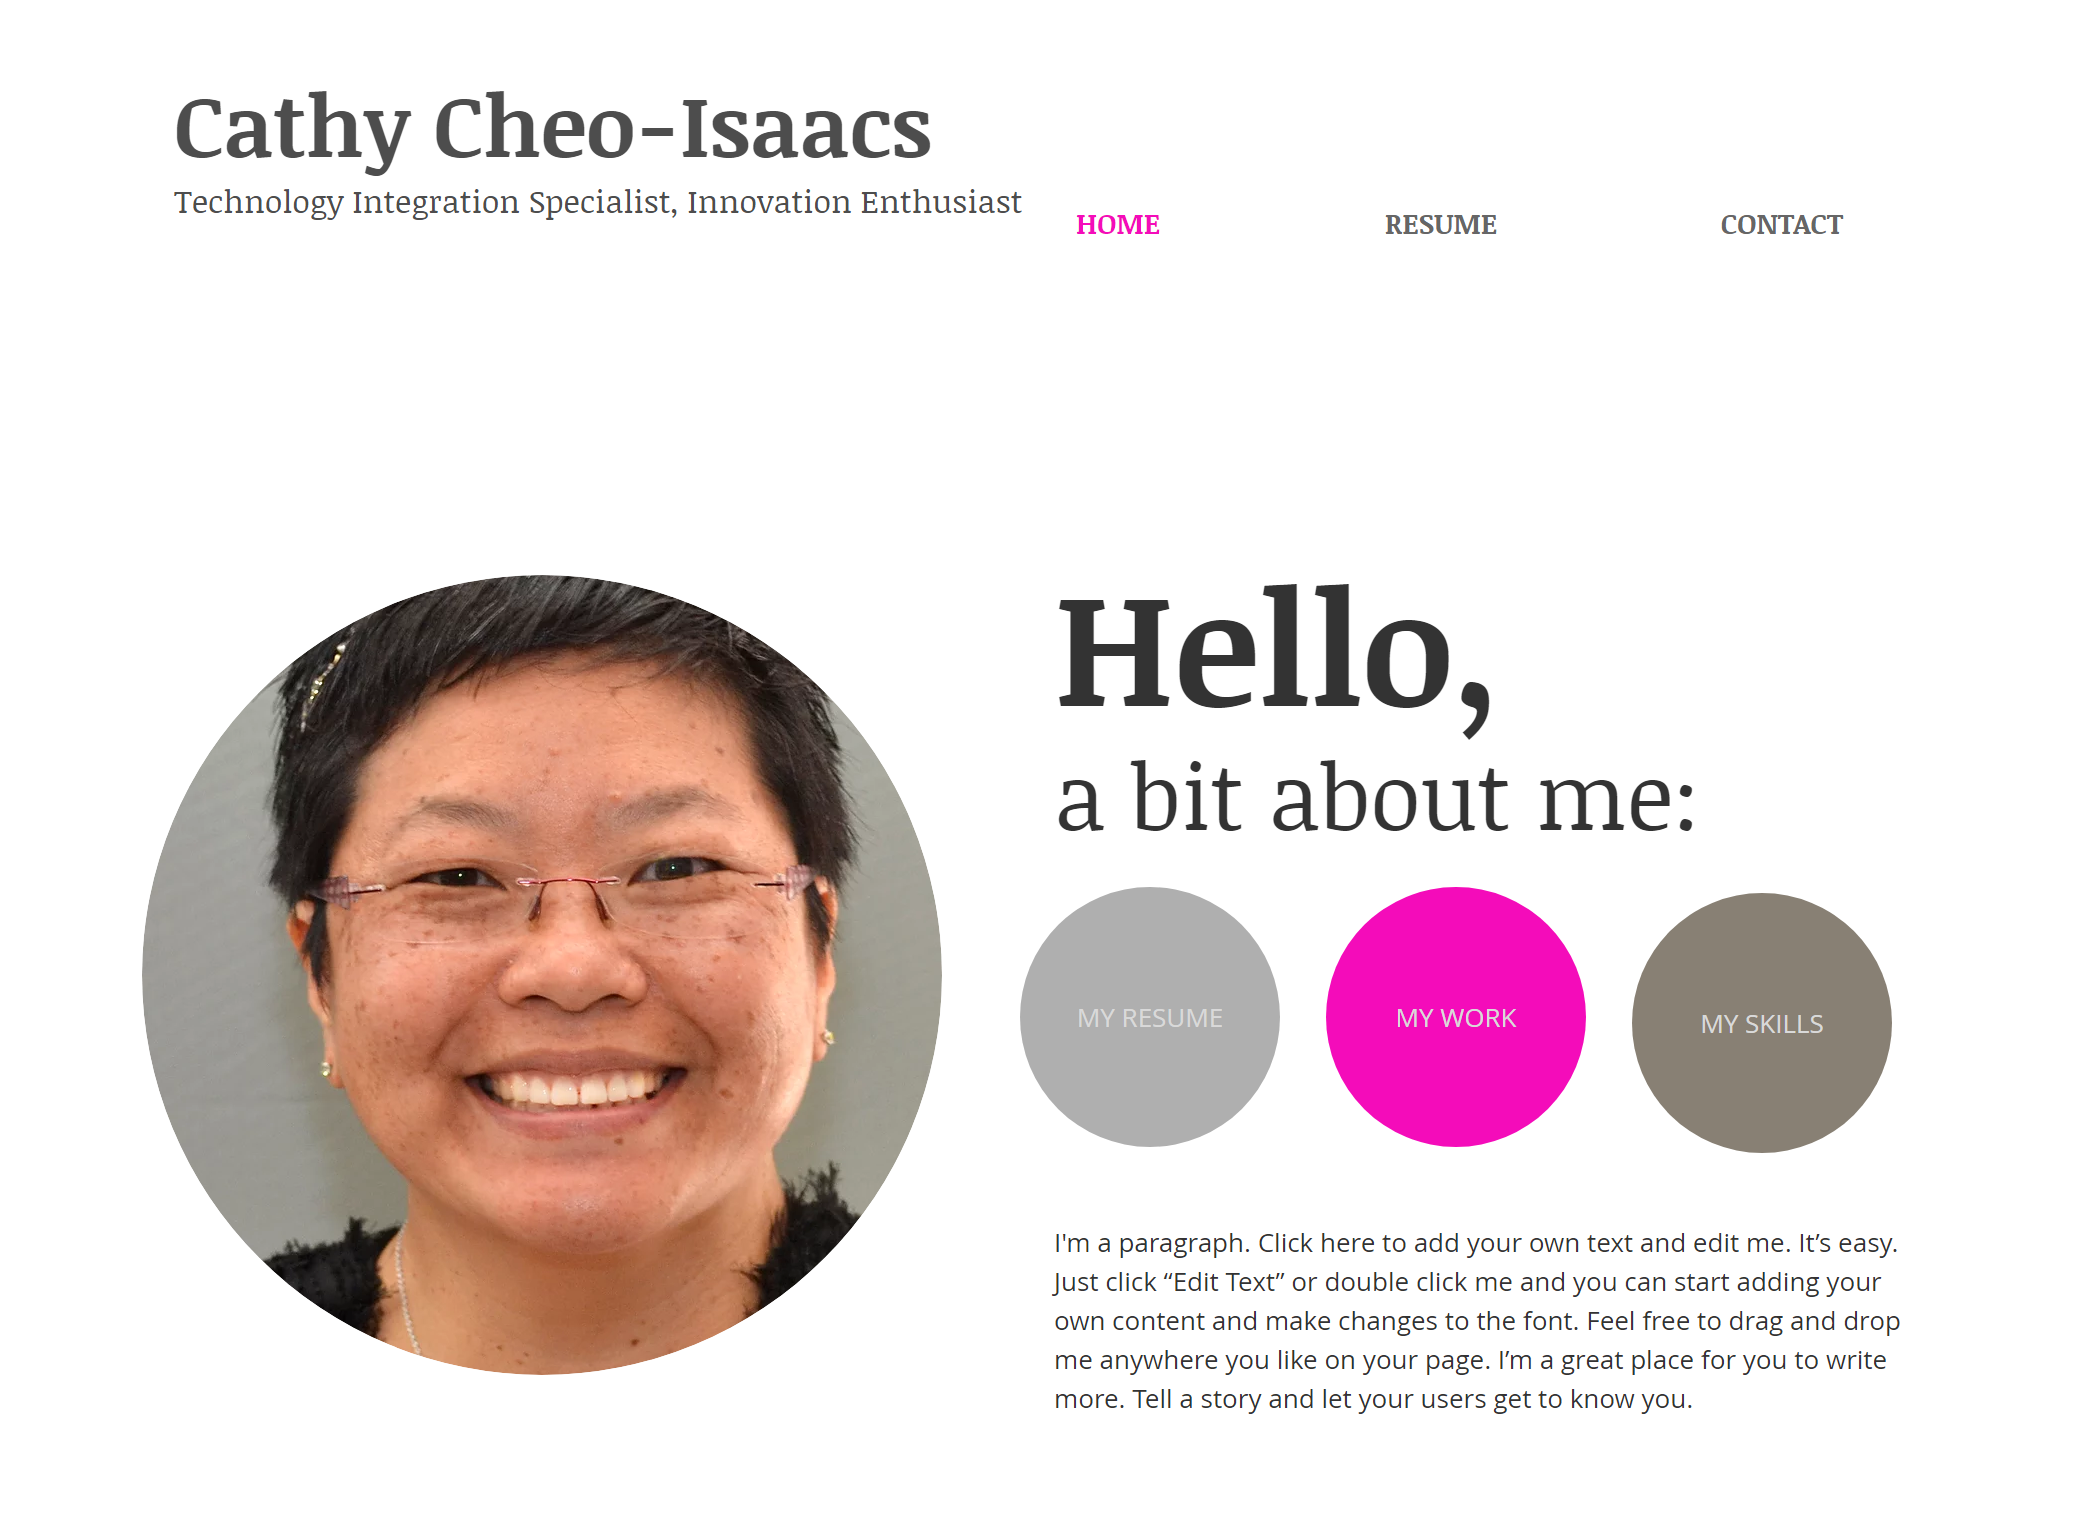 Cathy Cheo-Isaacs
Technology Integration Specialist, Innovation Enthusiast
HOME
RESUME
CONTACT
Hello,
a bit about me:
MY RESUME
MY WORK
MY SKILLS
I'm a paragraph. Click here to add your own text and edit me. It’s easy.
Just click “Edit Text” or double click me and you can start adding your
own content and make changes to the font. Feel free to drag and drop
me anywhere you like on your page. I’m a great place for you to write
more. Tell a story and let your users get to know you.